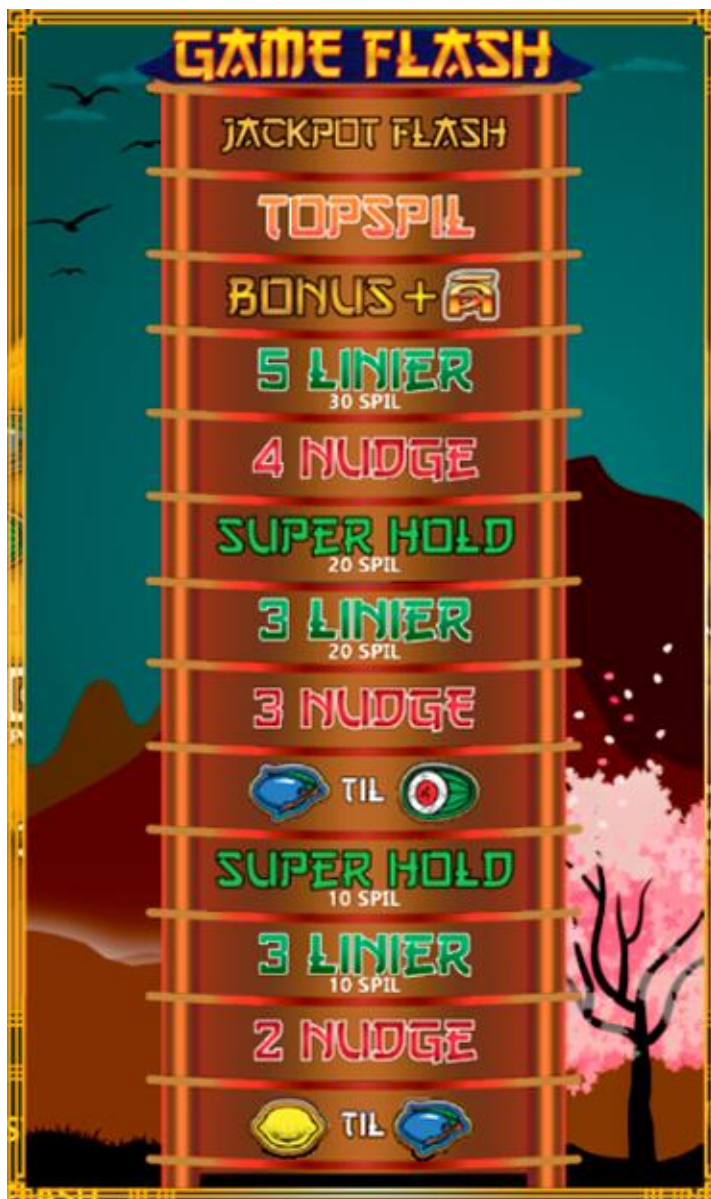 GAME FLASH
JACKPOT FLASH
TOPSPIL
BONUS +
5 LINIER
30 SPIL
4 NUDGE
SUPER HOLD
20 SPIL
3 LINIER
20 SPIL
3 NUDGE
TIL
SUPER HOLD
10 SPIL
3 LINIER
10 SPIL
2 NUDGE
TIL